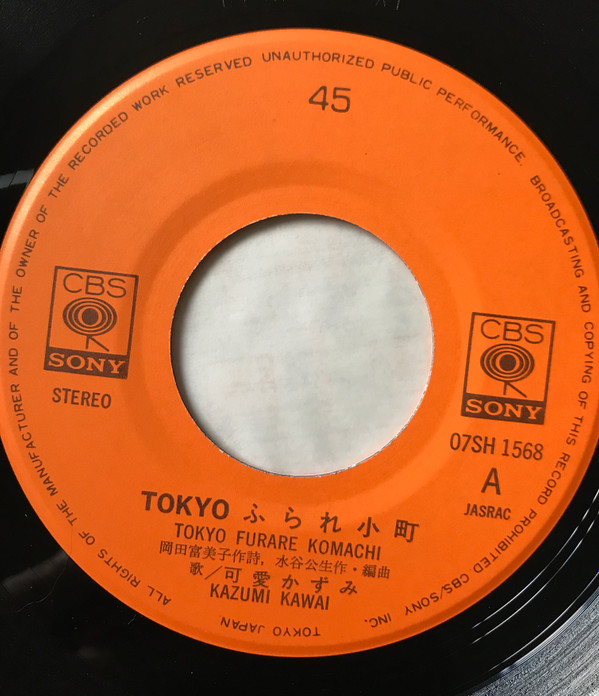 ALL RIGHTS OF THE MANUFACTURER AND OF THE OWNER OF THE RECORDED WORK RESERVED UNAUTHORIZED PUBLIC PERFORMANCE. BROADCASTING AND COPYING OF THIS RECORD PROHIBITED CBS/SONY INC.
TOKYO JAPAN
45
CBS
SONY
STEREO
CBS
SONY
07SH 1568
A
JASRAC
TOKYO ふられ小町
TOKYO FURARE KOMACHI
岡田富美子作詩, 水谷公生作・編曲
歌／可愛かずみ
KAZUMI KAWAI